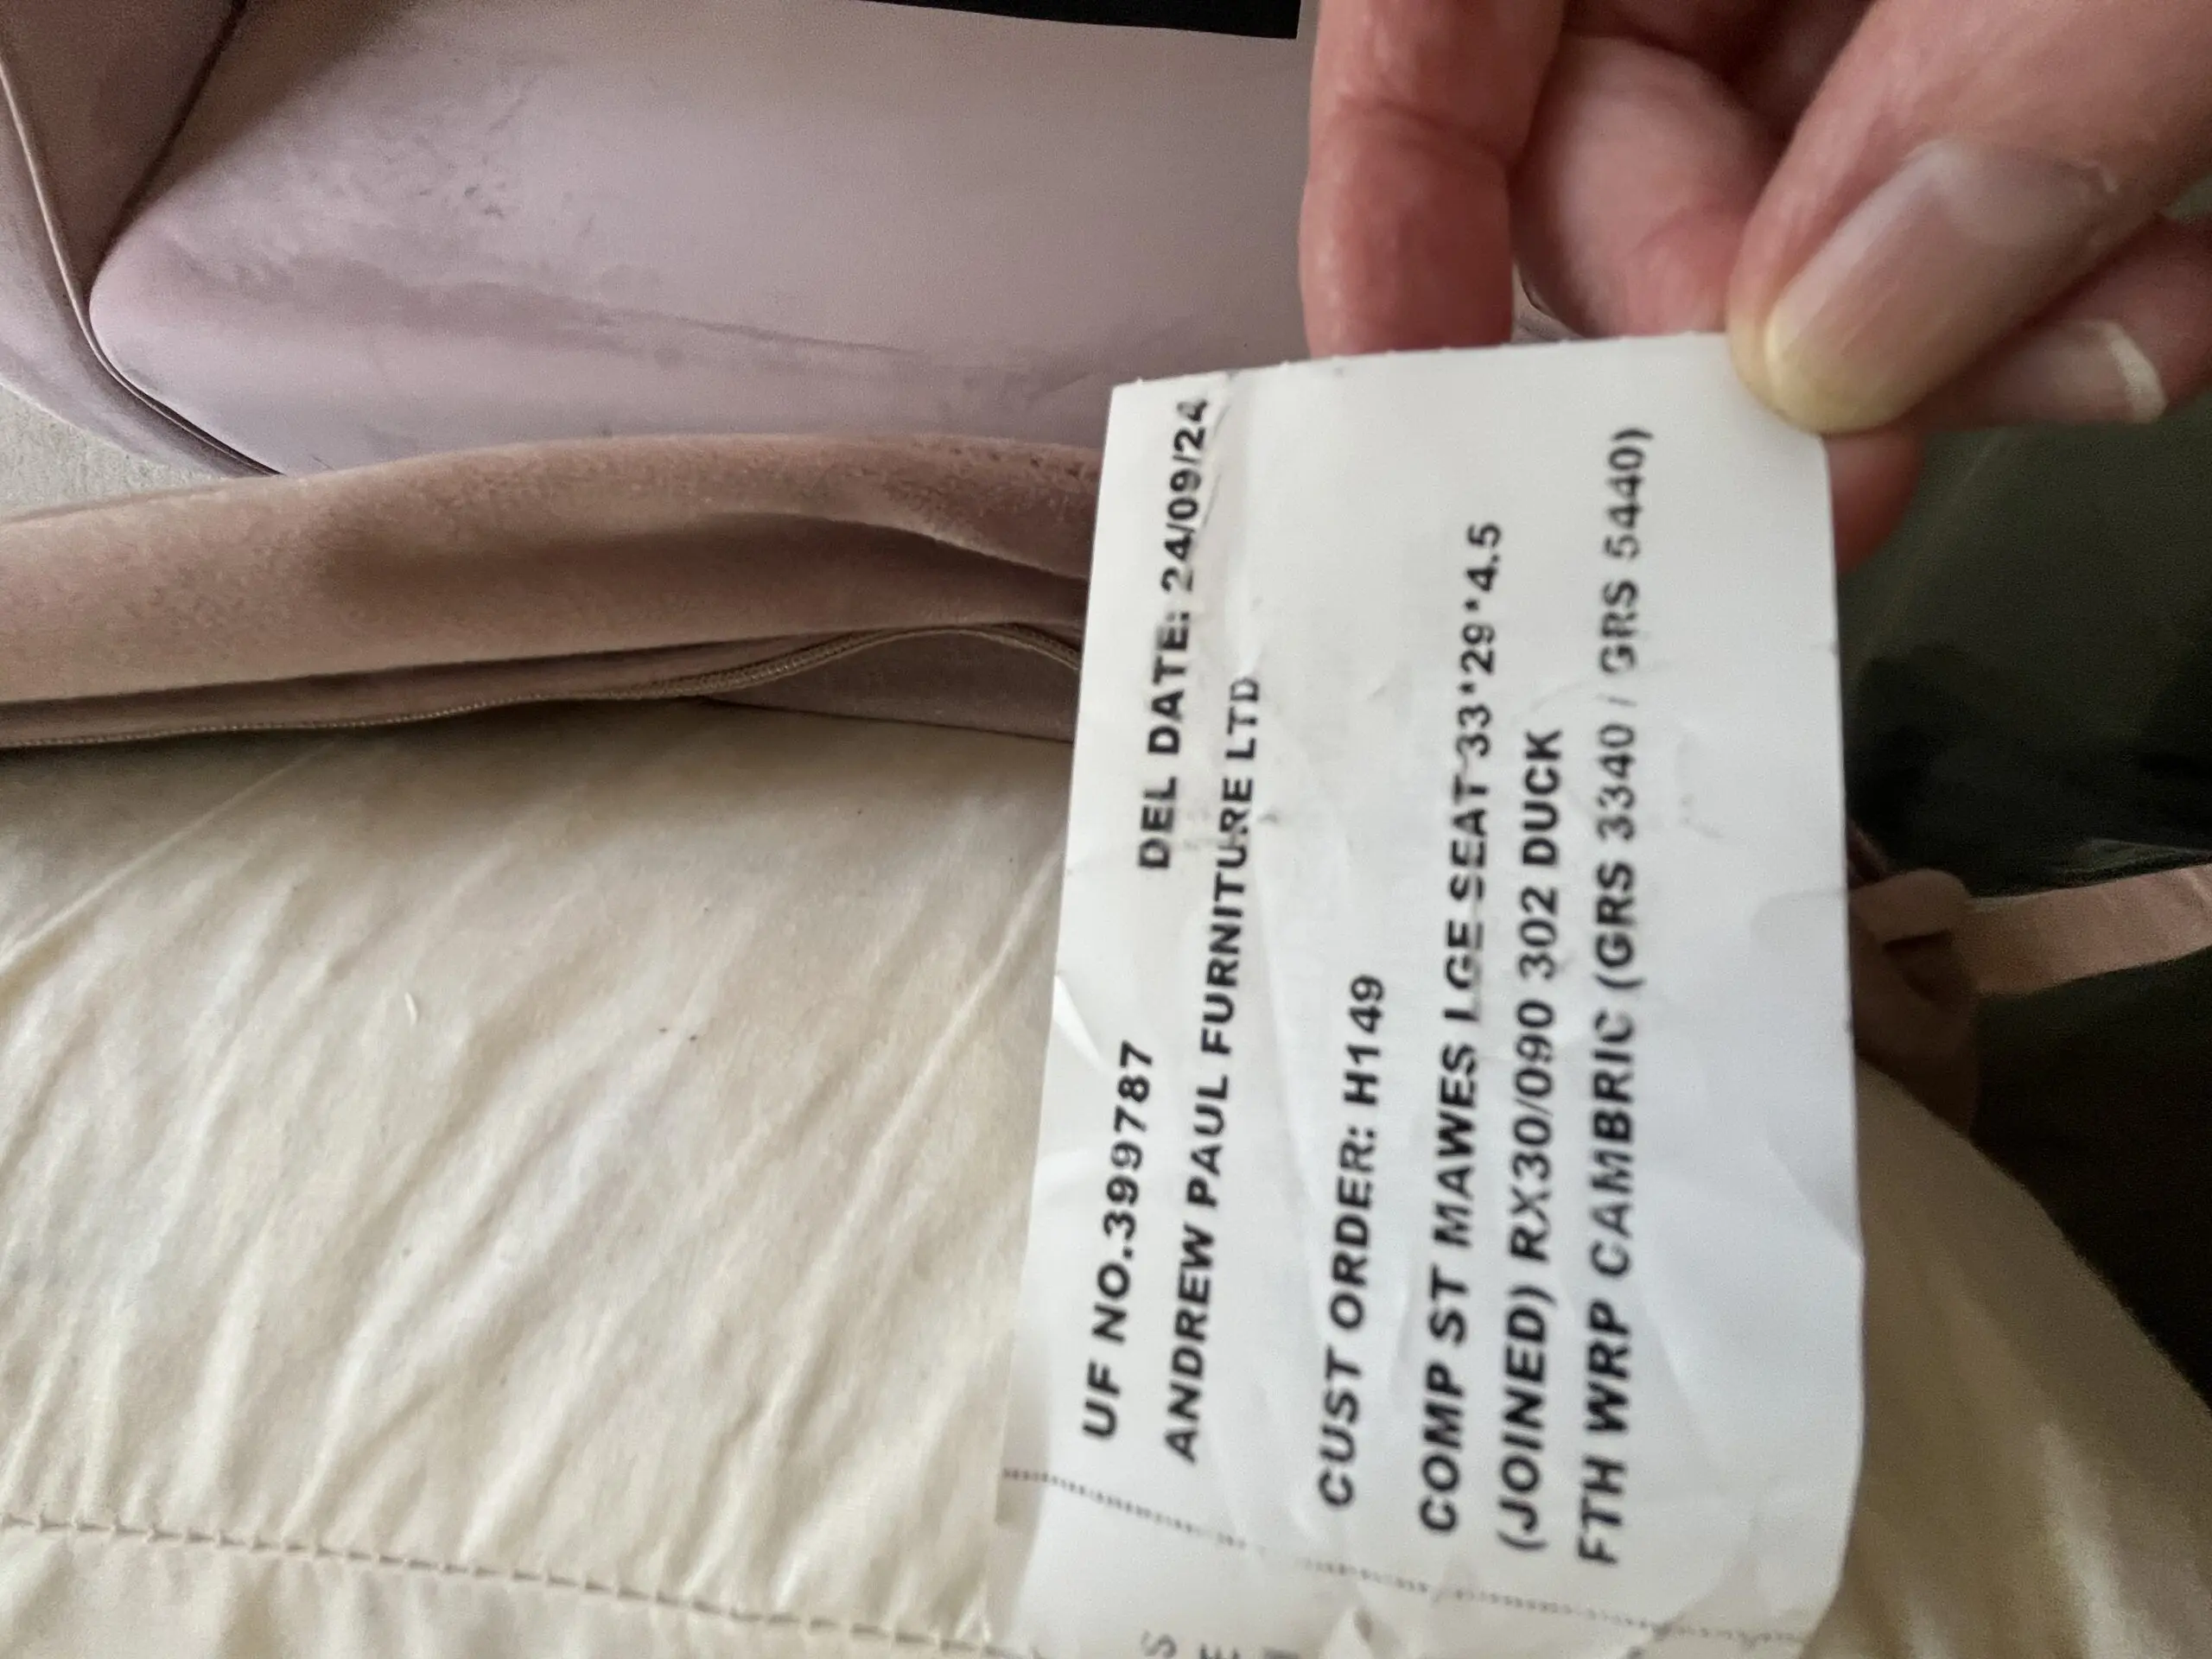 UF NO.399787 DEL DATE: 24/09/24
ANDREW PAUL FURNITURE LTD
CUST ORDER: H149
COMP ST MAWES LGE SEAT 33*29*4.5
(JOINED) RX30/090 302 DUCK
FTH WRP CAMBRIC (GRS 3340 / GRS 5440)